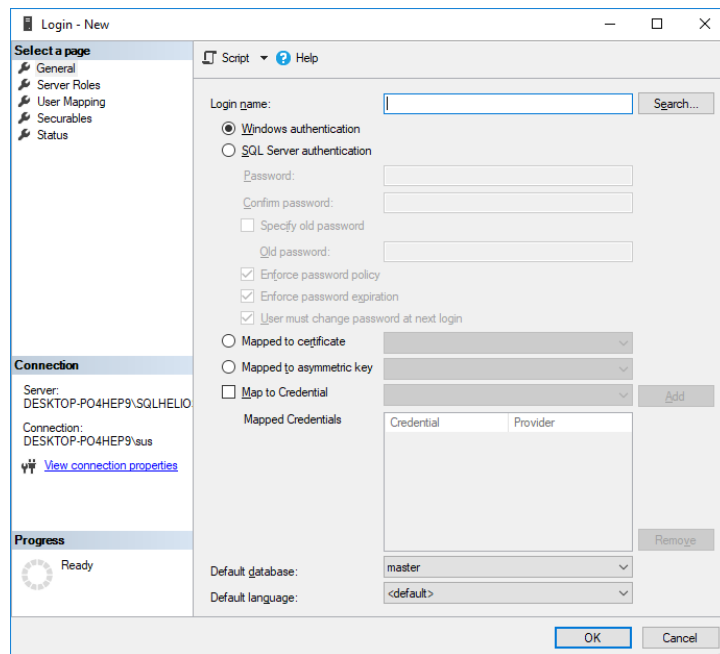 Login - New
Select a page
General
Server Roles
User Mapping
Securables
Status
Connection
Server:
DESKTOP-PO4HEP9\SQLHELIO
Connection:
DESKTOP-PO4HEP9\sus
View connection properties
Progress
Ready
Script Help
Login name: Search...
Windows authentication
SQL Server authentication
Password:
Confirm password:
Specify old password
Old password:
Enforce password policy
Enforce password expiration
User must change password at next login
Mapped to certificate
Mapped to asymmetric key
Map to Credential Add
Mapped Credentials Credential Provider
Remove
Default database: master
Default language: <default>
OK Cancel